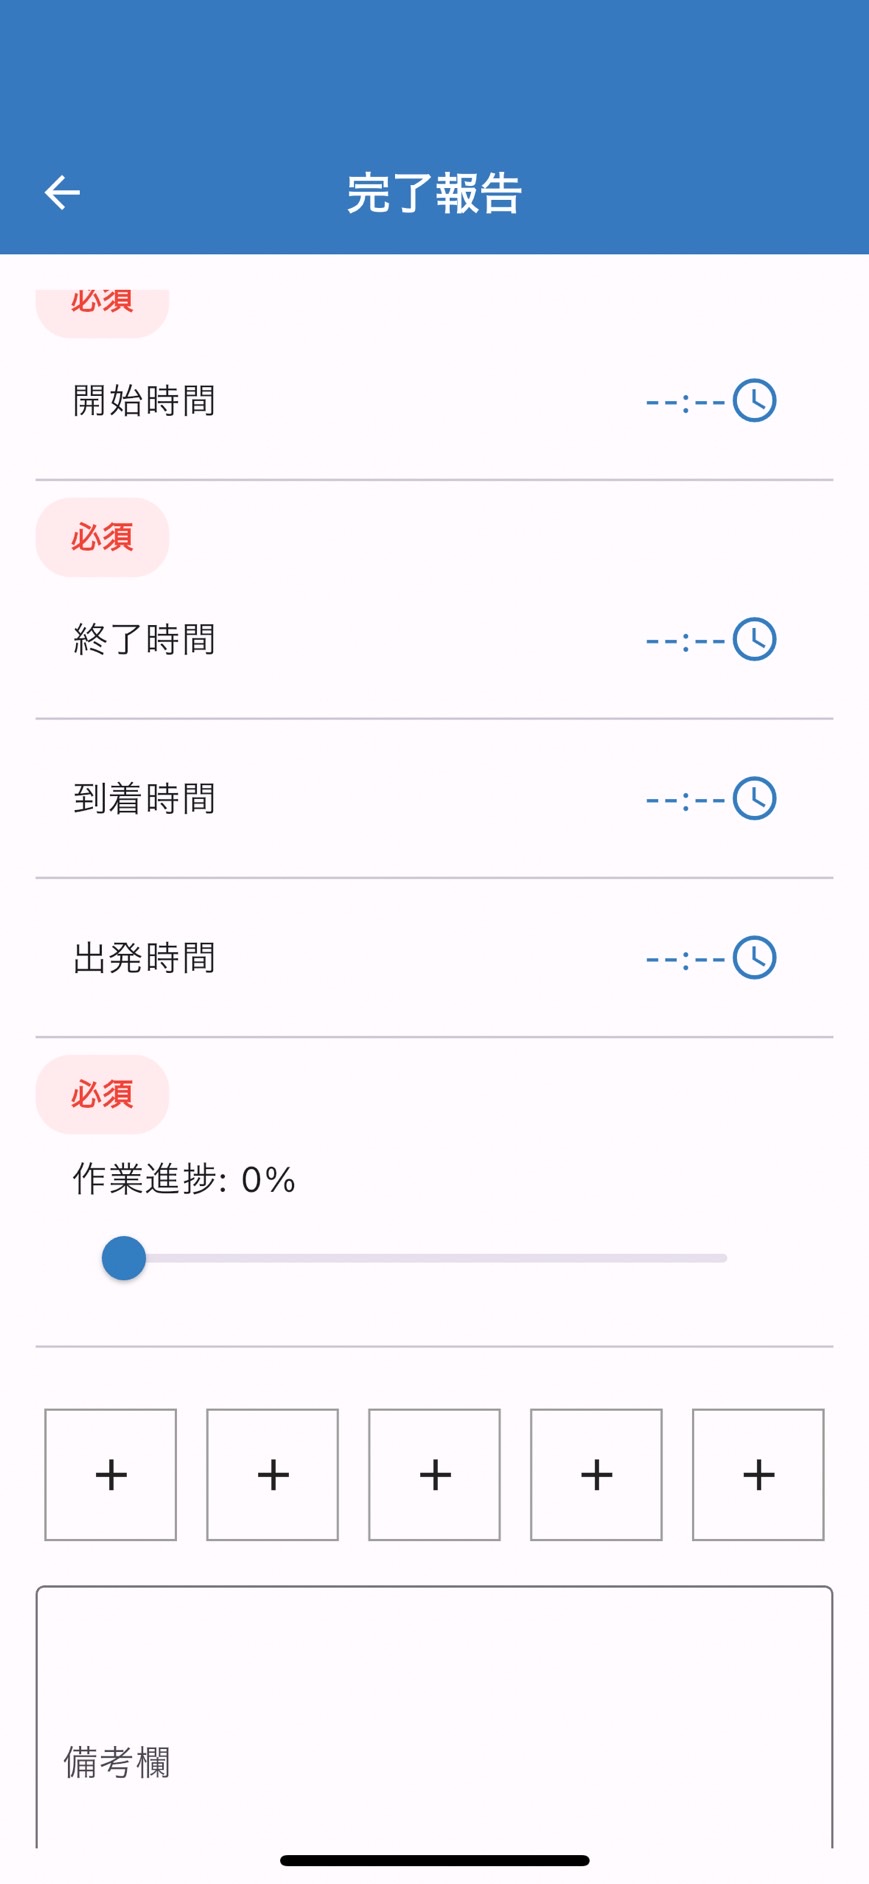 完了報告
必須
開始時間 --:--
必須
終了時間 --:--
到着時間 --:--
出発時間 --:--
必須
作業進捗: 0%
+ + + + +
備考欄